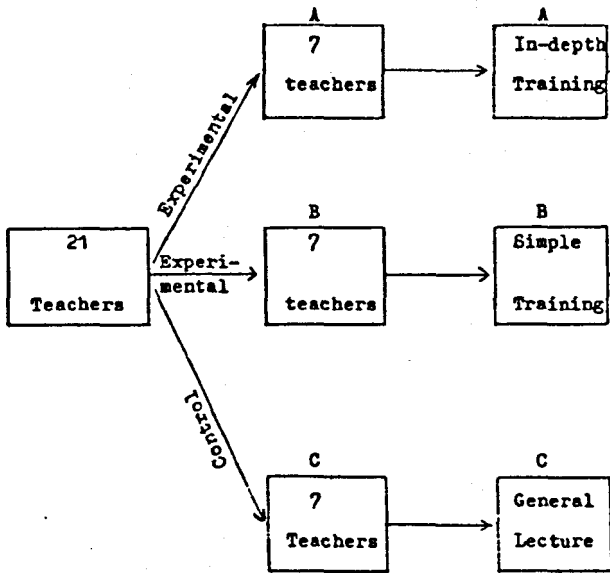 A
7
teachers
A
In-depth
Training
Experimental
21
Teachers
Experi-
mental
B
7
teachers
B
Simple
Training
Control
C
7
Teachers
C
General
Lecture